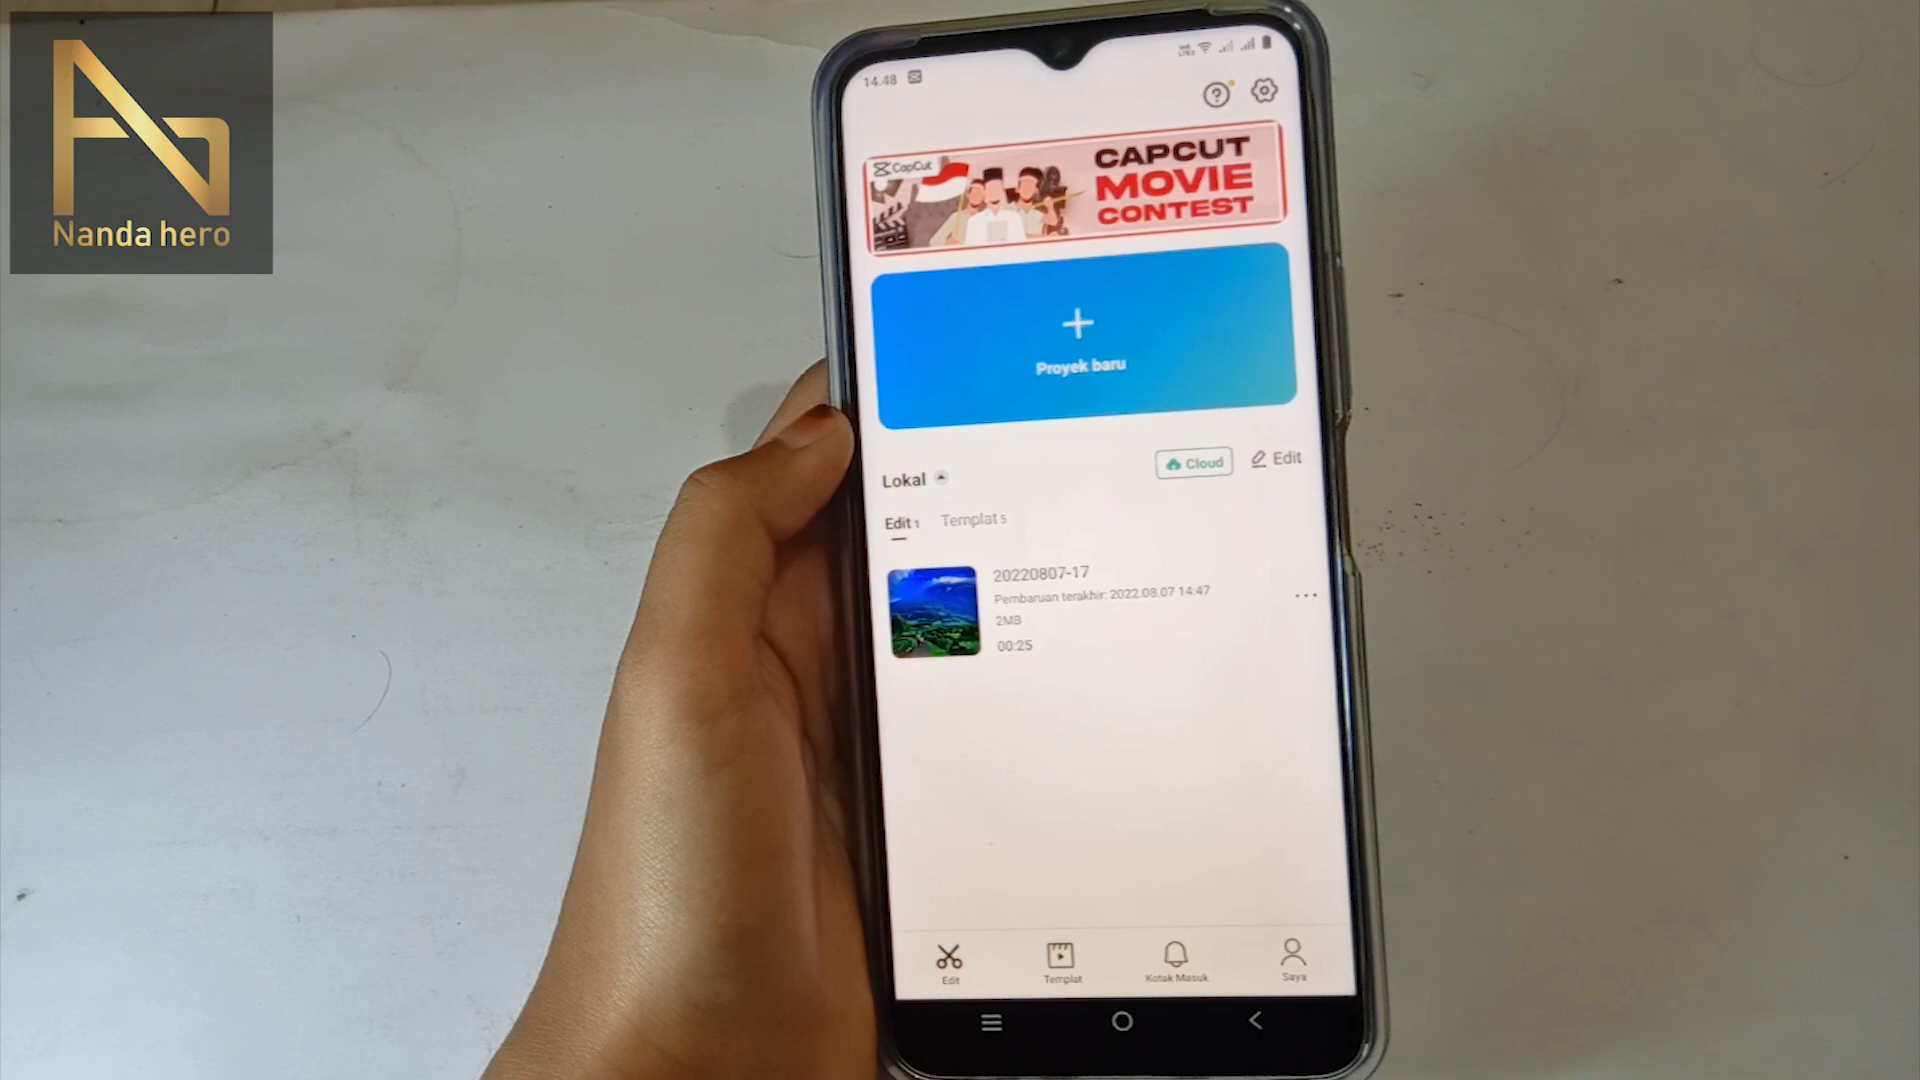 Nanda hero
14.48
CapCut
CAPCUT
MOVIE
CONTEST
Proyek baru
Lokal
Cloud
Edit
Edit 1
Templat 5
20220807-17
Pembaruan terakhir: 2022.08.07 14:47
2MB
00:25
Edit
Templat
Kotak Masuk
Saya